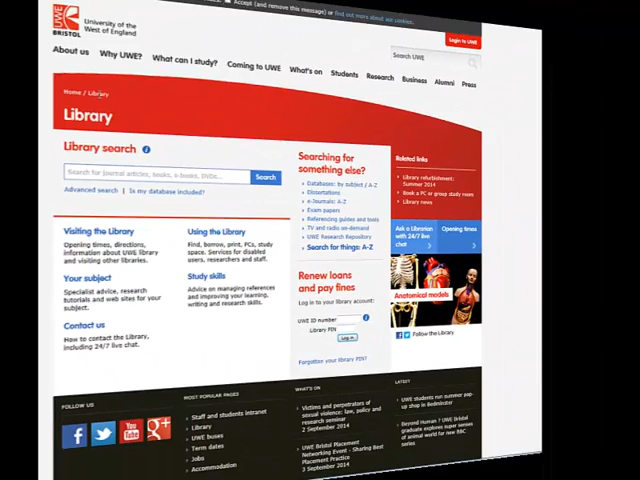 Accept (and remove this message) or find out more about our cookies.
UWE
BRISTOL
University of the
West of England
Login to UWE
Search UWE
About us
Why UWE?
What can I study?
Coming to UWE
What's on
Students
Research
Business
Alumni
Press
Home / Library
Library
Library search
Search for journal articles, books, e-books, DVDs...
Search
Advanced search | Is my database included?
Visiting the Library
Opening times, directions,
information about UWE library
and visiting other libraries.
Your subject
Specialist advice, research
tutorials and web sites for your
subject.
Contact us
How to contact the Library,
including 24/7 live chat.
Using the Library
Find, borrow, print, PCs, study
space. Services for disabled
users, researchers and staff.
Study skills
Advice on managing references
and improving your learning,
writing and research skills.
Searching for
something else?
Databases: by subject / A-Z
Dissertations
e-Journals: A-Z
Exam papers
Referencing guides and tools
TV and radio on-demand
UWE Research Repository
Search for things: A-Z
Renew loans
and pay fines
Log in to your library account:
UWE ID number
Library PIN
Log in
Forgotten your library PIN?
Related links
Library refurbishment:
Summer 2014
Book a PC or group study room
Library news
Ask a Librarian
with 24/7 live
chat
Opening times
Anatomical models
Follow the Library
FOLLOW US
You
Tube
MOST POPULAR PAGES
Staff and students intranet
Library
UWE buses
Term dates
Jobs
Accommodation
WHAT'S ON
Victims and perpetrators of
sexual violence: law, policy and
research seminar
2 September 2014
UWE Bristol Placement
Networking Event - Sharing Best
Placement Practice
3 September 2014
LATEST
UWE students run summer pop-
up shop in Bedminster
Beyond Human ? UWE Bristol
graduate explores super senses
of animal world for new BBC
series